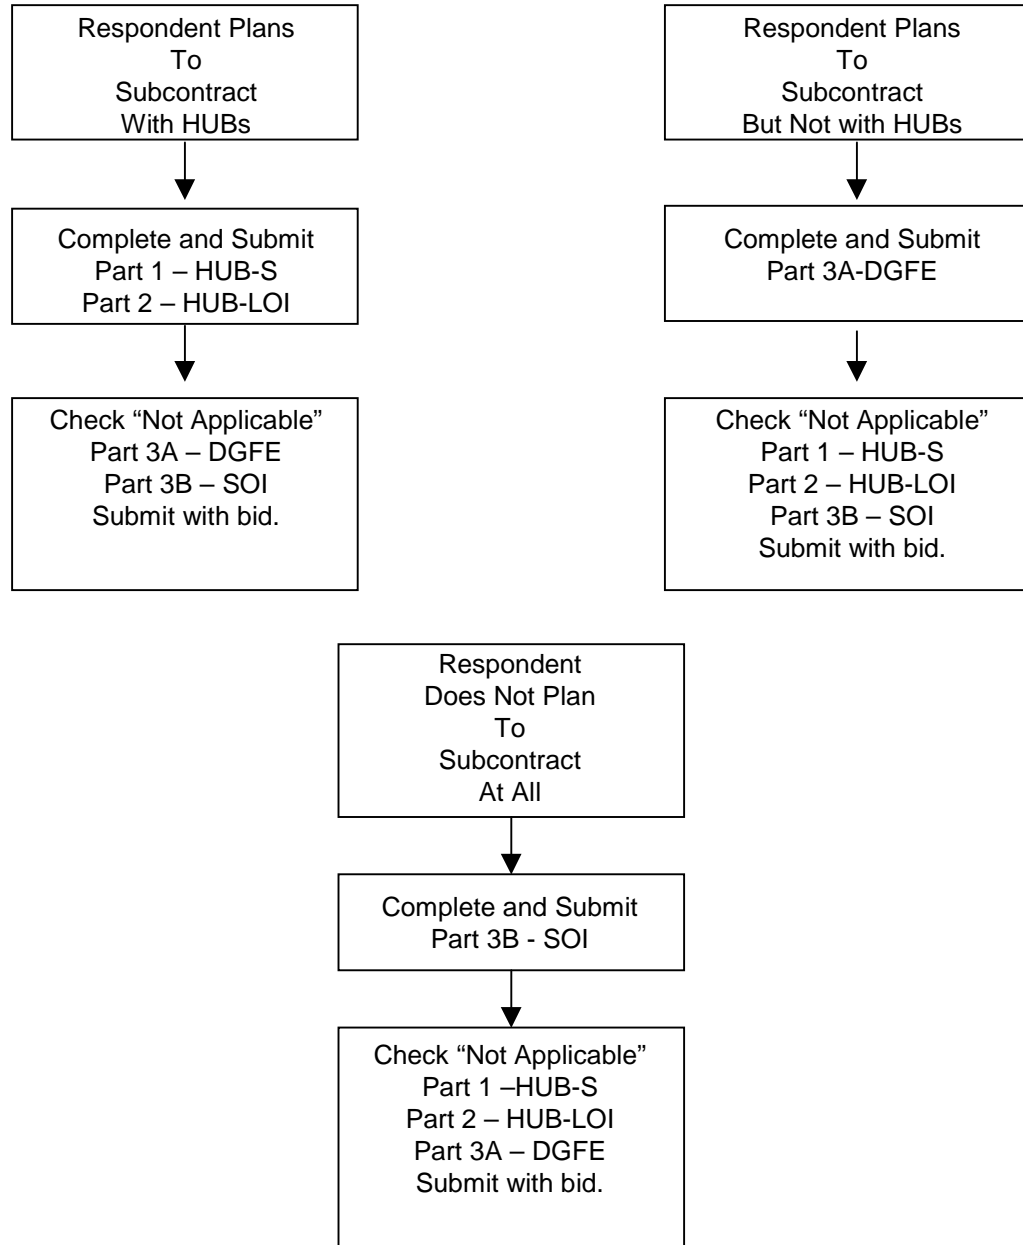 Respondent Plans
To
Subcontract
With HUBs
Complete and Submit
Part 1 – HUB-S
Part 2 – HUB-LOI
Check “Not Applicable”
Part 3A – DGFE
Part 3B – SOI
Submit with bid.
Respondent Plans
To
Subcontract
But Not with HUBs
Complete and Submit
Part 3A-DGFE
Check “Not Applicable”
Part 1 – HUB-S
Part 2 – HUB-LOI
Part 3B – SOI
Submit with bid.
Respondent
Does Not Plan
To
Subcontract
At All
Complete and Submit
Part 3B - SOI
Check “Not Applicable”
Part 1 –HUB-S
Part 2 – HUB-LOI
Part 3A – DGFE
Submit with bid.